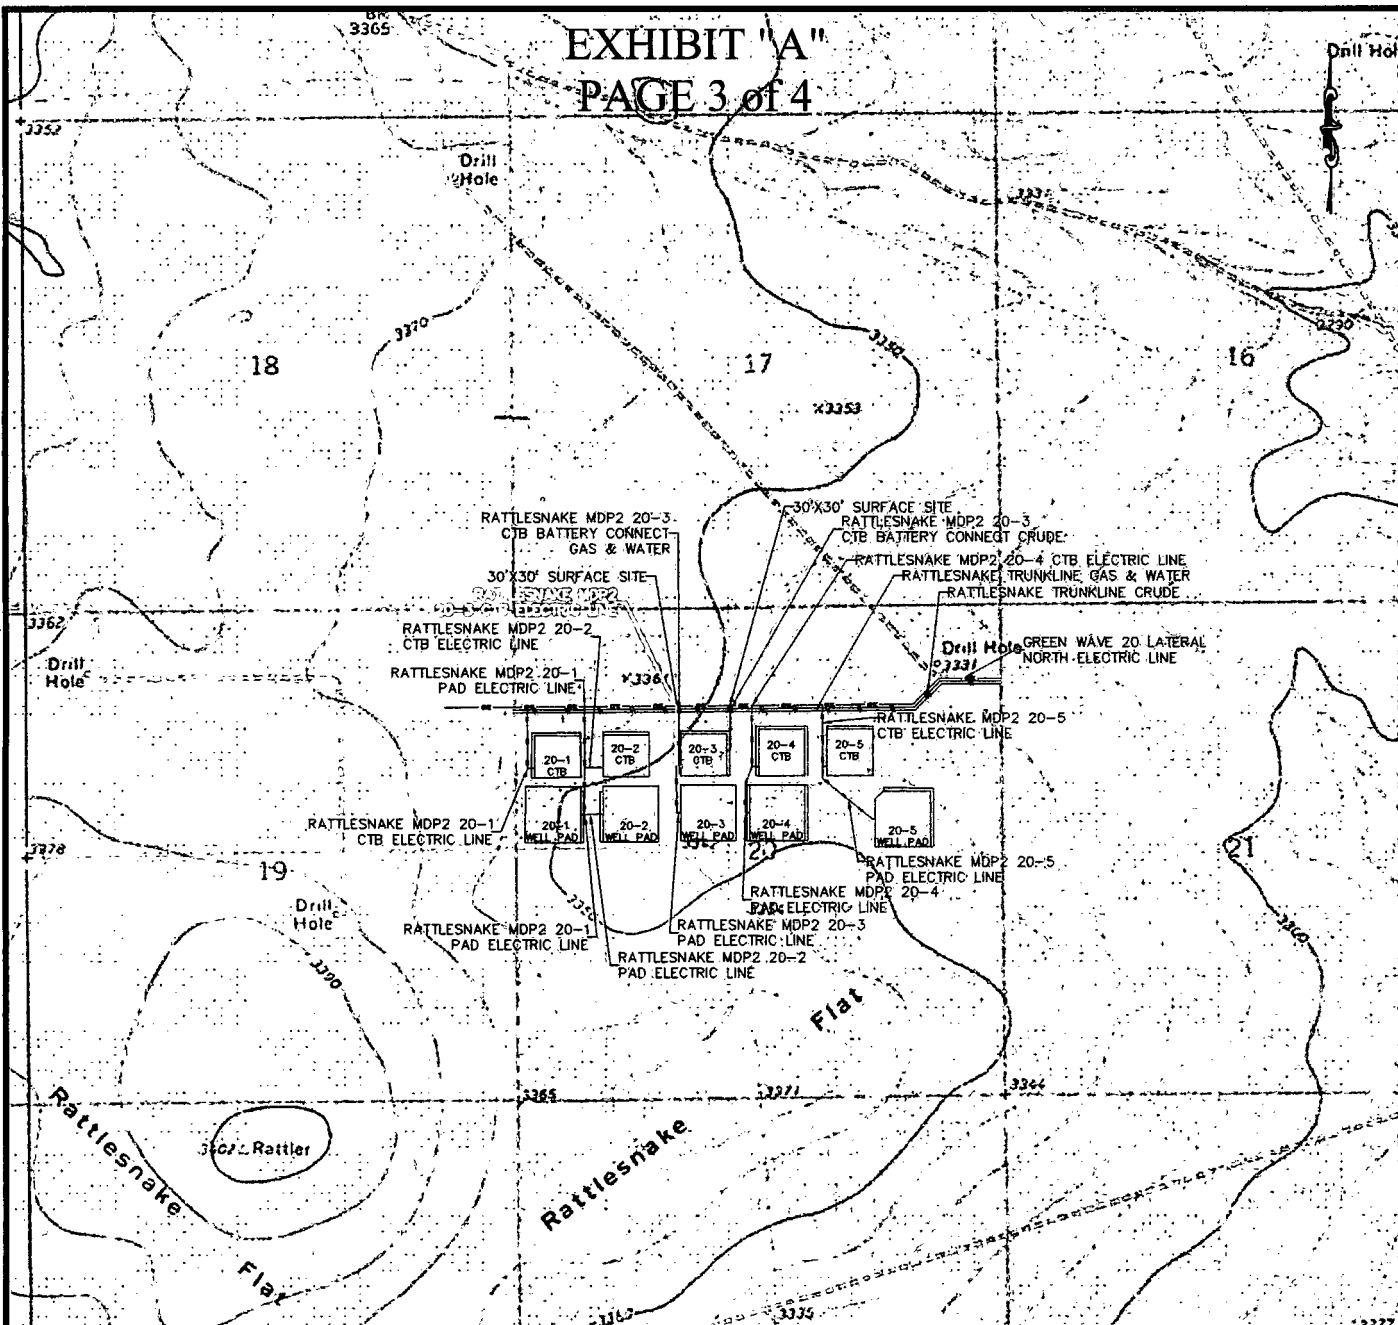 EXHIBIT "A"
PAGE 3 of 4
3365
Drill Hol
3352
Drill
Hole
3370
3350
18
17
16
X3353
RATTLESNAKE MDP2 20-3
CTB BATTERY CONNECT
GAS & WATER
30'X30' SURFACE SITE
RATTLESNAKE MDP2
20-3 CTB ELECTRIC LINE
RATTLESNAKE MDP2 20-2
CTB ELECTRIC LINE
RATTLESNAKE MDP2 20-1
PAD ELECTRIC LINE
30'X30' SURFACE SITE
RATTLESNAKE MDP2 20-3
CTB BATTERY CONNECT CRUDE
RATTLESNAKE MDP2 20-4 CTB ELECTRIC LINE
RATTLESNAKE TRUNKLINE GAS & WATER
RATTLESNAKE TRUNKLINE CRUDE
GREEN WAVE 20 LATERAL
NORTH ELECTRIC LINE
3362
Drill
Hole
Drill Hole
3331
RATTLESNAKE MDP2 20-5
CTB ELECTRIC LINE
20-1
CTB
20-2
CTB
20-3
CTB
20-4
CTB
20-5
CTB
20-1
WELL PAD
20-2
WELL PAD
20-3
WELL PAD
20-4
WELL PAD
20-5
WELL PAD
RATTLESNAKE MDP2 20-1
CTB ELECTRIC LINE
3378
19
21
RATTLESNAKE MDP2 20-5
PAD ELECTRIC LINE
RATTLESNAKE MDP2 20-4
PAD ELECTRIC LINE
RATTLESNAKE MDP2 20-3
PAD ELECTRIC LINE
RATTLESNAKE MDP2 20-1
PAD ELECTRIC LINE
RATTLESNAKE MDP2 20-2
PAD ELECTRIC LINE
Drill
Hole
3390
3365
3371
3344
Rattler
Rattlesnake
Flat
Rattlesnake
Flat
3335